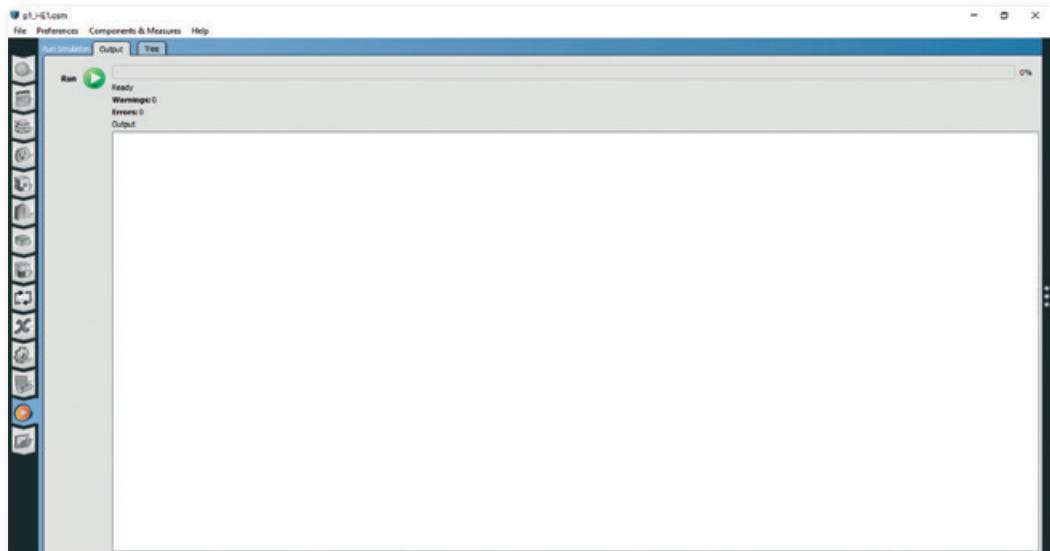 p1_HE1.osm
File Preferences Components & Measures Help
Run Simulation Output Tree
Run 0%
Ready
Warnings: 0
Errors: 0
Output